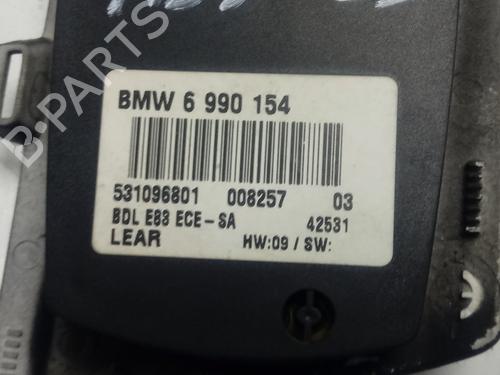 BMW 6 990 154
531096801 008257 03
BDL E83 ECE-SA 42531
LEAR HW:09 / SW:
B-PARTS